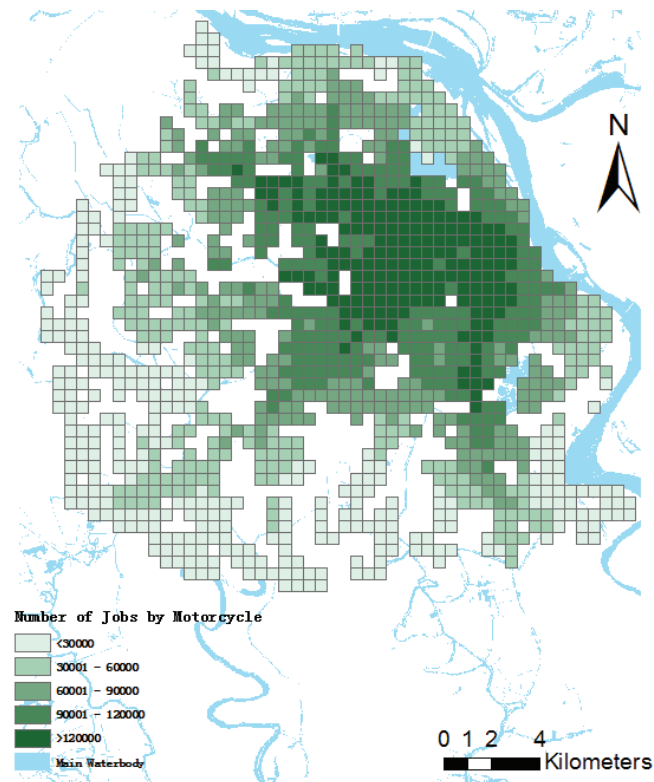 N
Number of Jobs by Motorcycle
<30000
30001 - 60000
60001 - 90000
90001 - 120000
>120000
Main Waterbody
0 1 2 4
Kilometers